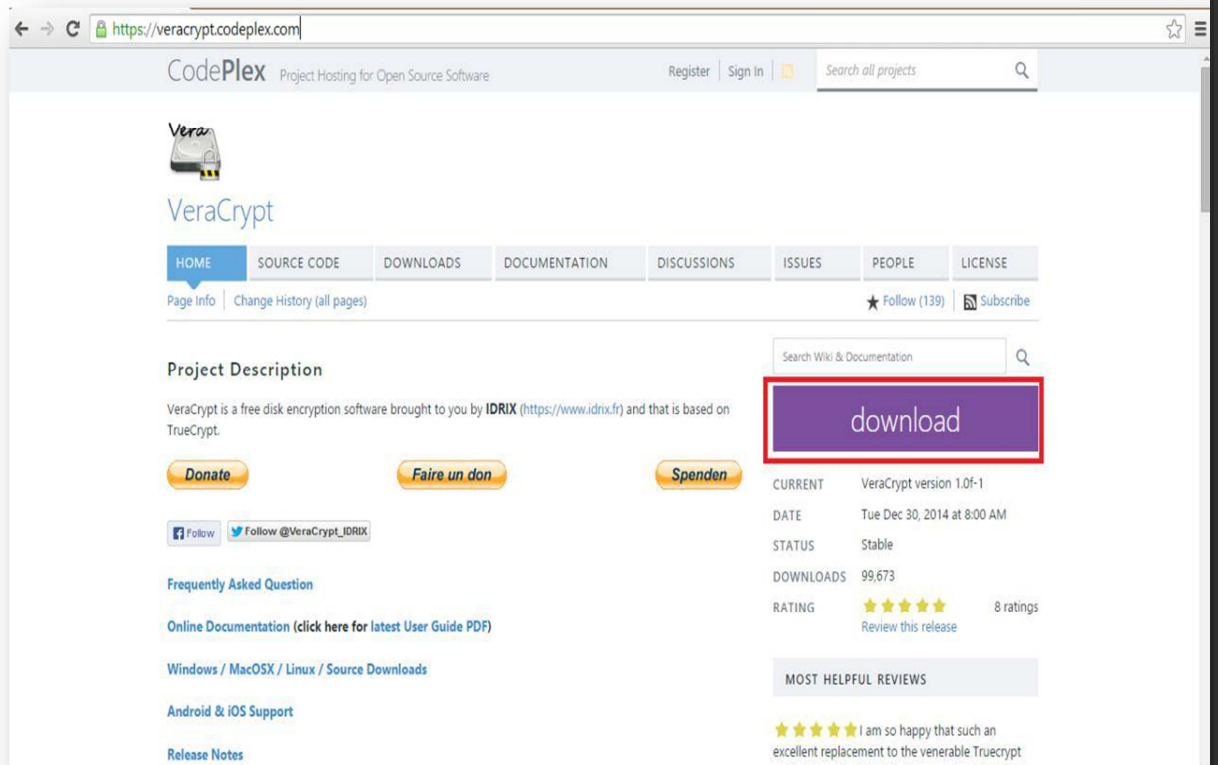 https://veracrypt.codeplex.com
CodePlex Project Hosting for Open Source Software
Register Sign In Search all projects
Vera
VeraCrypt
HOME SOURCE CODE DOWNLOADS DOCUMENTATION DISCUSSIONS ISSUES PEOPLE LICENSE
Page Info Change History (all pages)
Follow (139) Subscribe
Search Wiki & Documentation
Project Description
VeraCrypt is a free disk encryption software brought to you by IDRIX (https://www.idrix.fr) and that is based on
TrueCrypt.
Donate Faire un don Spenden
Follow Follow @VeraCrypt_IDRIX
Frequently Asked Question
Online Documentation (click here for latest User Guide PDF)
Windows / MacOSX / Linux / Source Downloads
Android & iOS Support
Release Notes
download
CURRENT VeraCrypt version 1.0f-1
DATE Tue Dec 30, 2014 at 8:00 AM
STATUS Stable
DOWNLOADS 99,673
RATING 8 ratings
Review this release
MOST HELPFUL REVIEWS
I am so happy that such an
excellent replacement to the venerable Truecrypt